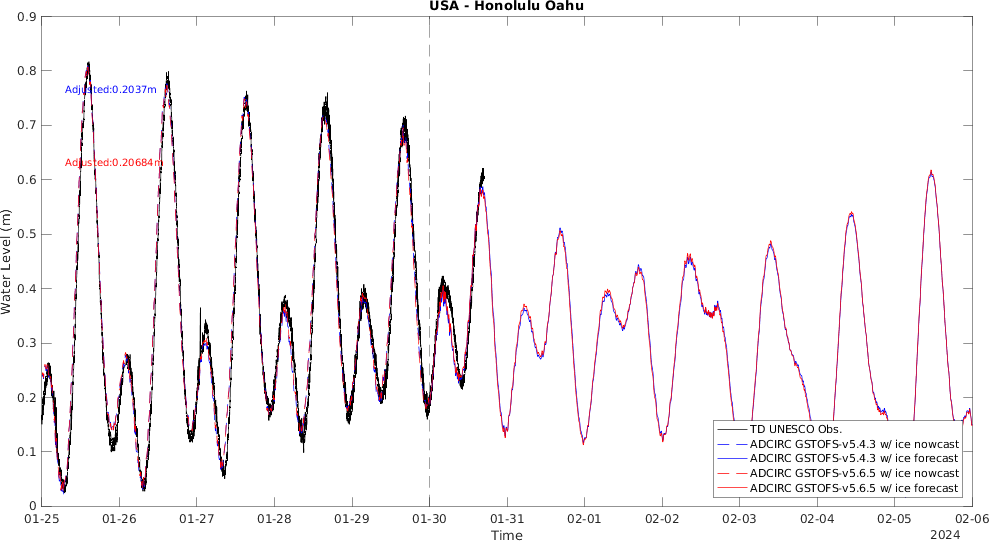 USA - Honolulu Oahu
0.9
0.8
Adjusted:0.2037m
0.7
Adjusted:0.20684m
0.6
0.5
Water Level (m)
0.4
0.3
0.2
0.1
0
TD UNESCO Obs.
ADCIRC GSTOFS-v5.4.3 w/ ice nowcast
ADCIRC GSTOFS-v5.4.3 w/ ice forecast
ADCIRC GSTOFS-v5.6.5 w/ ice nowcast
ADCIRC GSTOFS-v5.6.5 w/ ice forecast
01-25 01-26 01-27 01-28 01-29 01-30 01-31 02-01 02-02 02-03 02-04 02-05 02-06
Time
2024